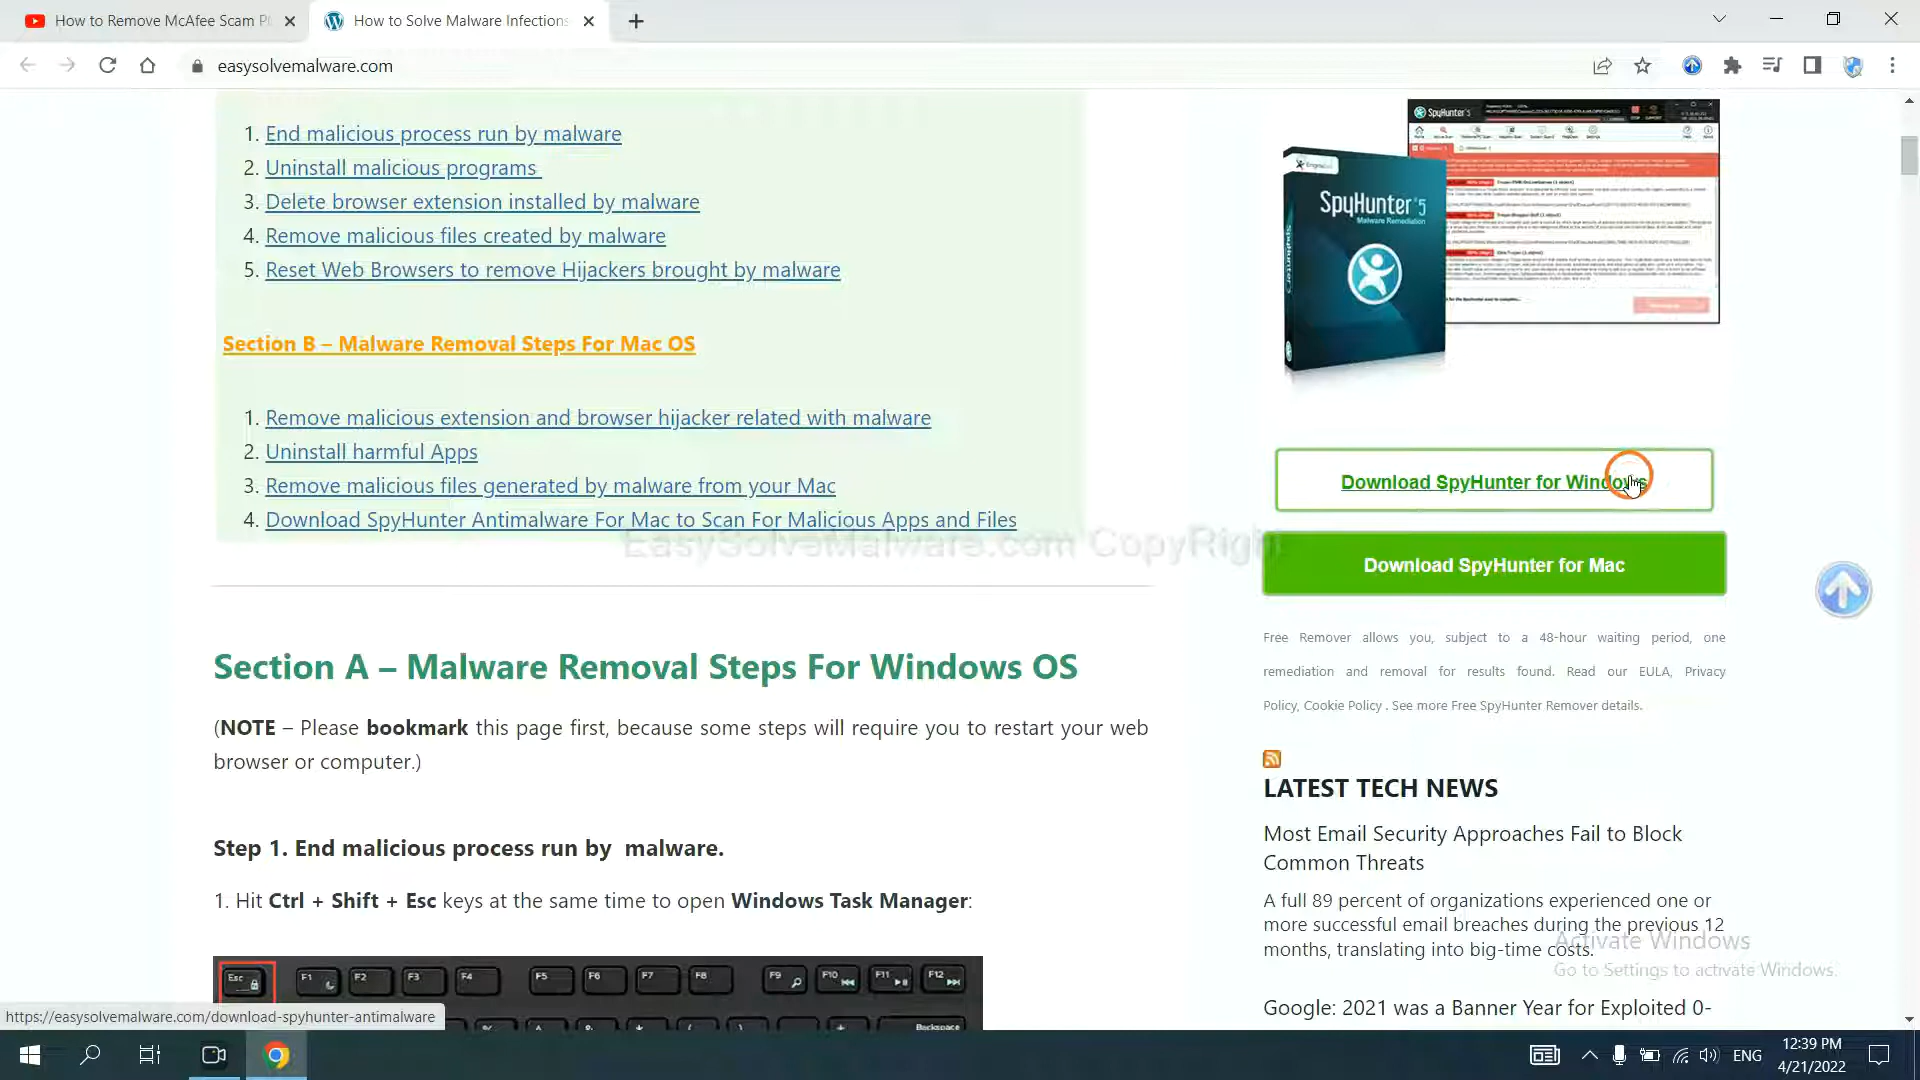 How to Remove McAfee Scam P
How to Solve Malware Infections
easysolvemalware.com
1. End malicious process run by malware
2. Uninstall malicious programs
3. Delete browser extension installed by malware
4. Remove malicious files created by malware
5. Reset Web Browsers to remove Hijackers brought by malware
Section B – Malware Removal Steps For Mac OS
1. Remove malicious extension and browser hijacker related with malware
2. Uninstall harmful Apps
3. Remove malicious files generated by malware from your Mac
4. Download SpyHunter Antimalware For Mac to Scan For Malicious Apps and Files
EasySolveMalware.com CopyRight
Section A – Malware Removal Steps For Windows OS
(NOTE – Please bookmark this page first, because some steps will require you to restart your web
browser or computer.)
Step 1. End malicious process run by malware.
1. Hit Ctrl + Shift + Esc keys at the same time to open Windows Task Manager:
Esc F1 F2 F3 F4 F5 F6 F7 F8 F9 F10 F11 F12
Backspace
SpyHunter 5
SpyHunter 5
Malware Remediation
Download SpyHunter for Windows
Download SpyHunter for Mac
Free Remover allows you, subject to a 48-hour waiting period, one
remediation and removal for results found. Read our EULA, Privacy
Policy, Cookie Policy . See more Free SpyHunter Remover details.
LATEST TECH NEWS
Most Email Security Approaches Fail to Block
Common Threats
A full 89 percent of organizations experienced one or
more successful email breaches during the previous 12
months, translating into big-time costs.
Activate Windows
Go to Settings to activate Windows.
Google: 2021 was a Banner Year for Exploited 0-
https://easysolvemalware.com/download-spyhunter-antimalware
ENG
12:39 PM
4/21/2022